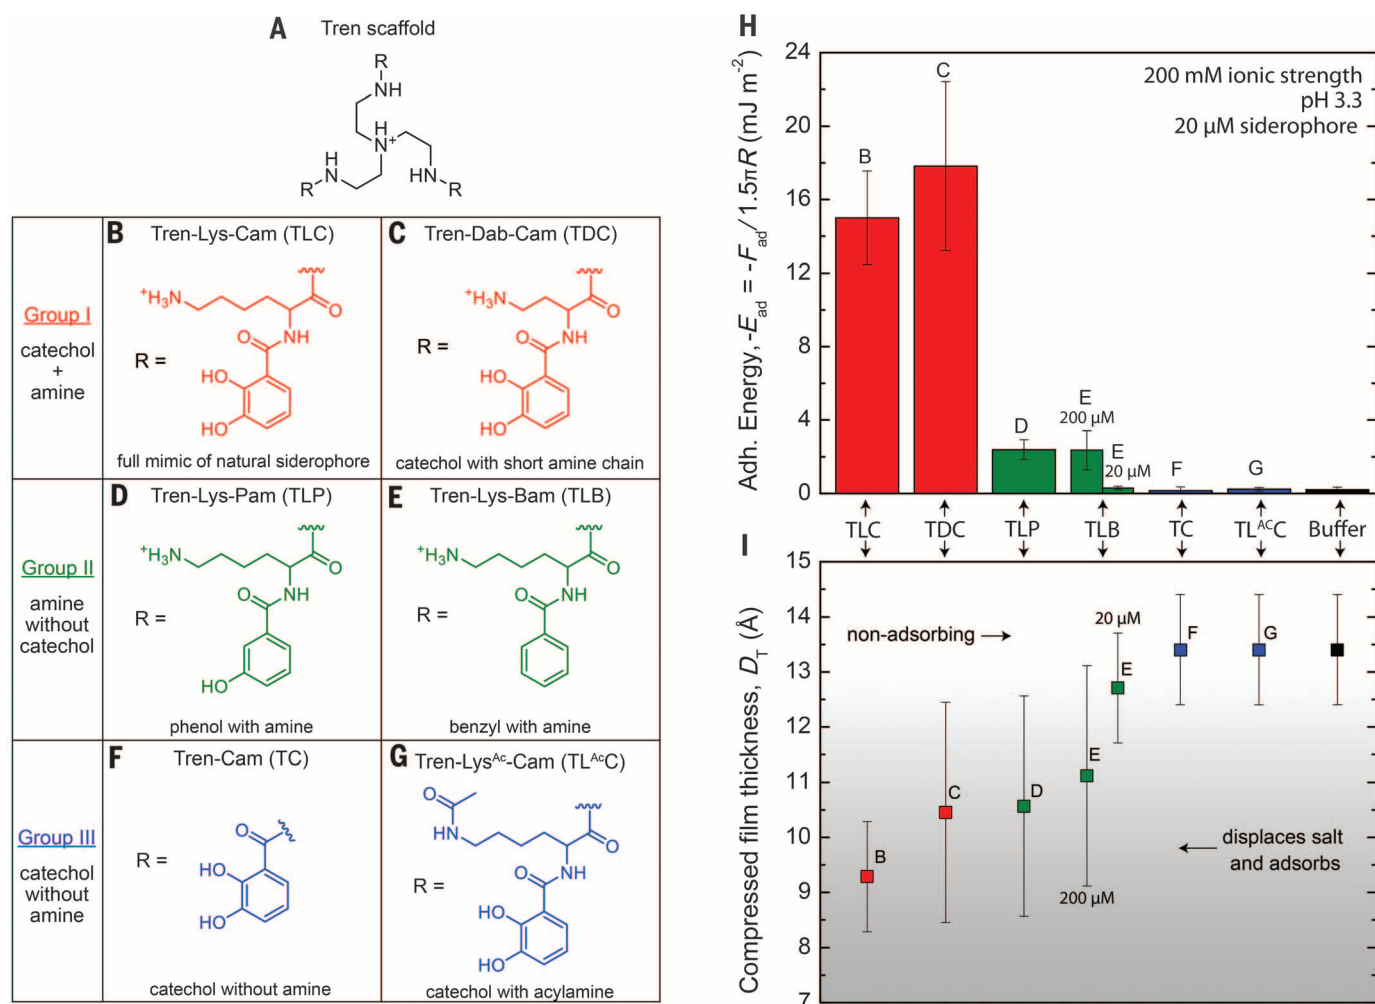 A Tren scaffold
R
NH
H
N+
H
N
R
HN
R
Group I
catechol
+
amine
B Tren-Lys-Cam (TLC)
+H3N
O
O
NH
R =
HO
HO
full mimic of natural siderophore
C Tren-Dab-Cam (TDC)
+H3N
O
O
NH
R =
HO
HO
catechol with short amine chain
Group II
amine
without
catechol
D Tren-Lys-Pam (TLP)
+H3N
O
O
NH
R =
HO
phenol with amine
E Tren-Lys-Bam (TLB)
+H3N
O
O
NH
R =
benzyl with amine
Group III
catechol
without
amine
F Tren-Cam (TC)
O
R =
HO
HO
catechol without amine
G Tren-LysAc-Cam (TLAcC)
O
HN
O
O
NH
R =
HO
HO
catechol with acylamine
H
Adh. Energy, -Ead = -Fad/1.5πR (mJ m-2)
24
20
16
12
8
4
0
200 mM ionic strength
pH 3.3
20 µM siderophore
B
C
D
E
200 µM
E
20 µM
F
G
TLC TDC TLP TLB TC TLAcC Buffer
I
Compressed film thickness, DT (Å)
15
14
13
12
11
10
9
8
7
non-adsorbing
20 µM
B
C
D
E
E
F
G
200 µM
displaces salt
and adsorbs